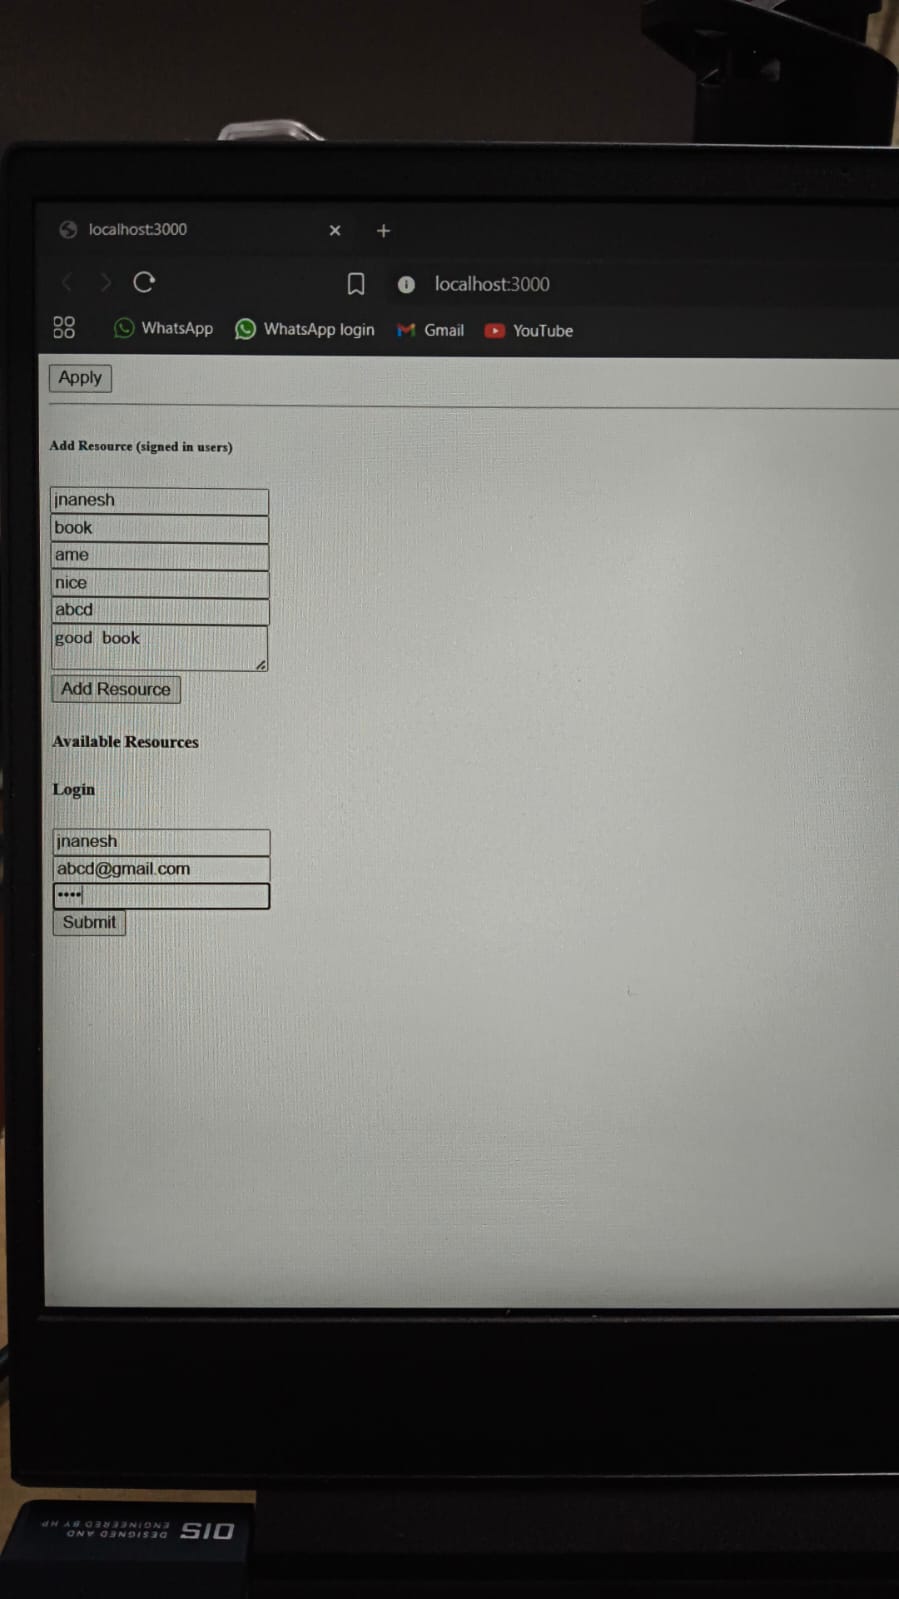 localhost:3000
localhost:3000
WhatsApp WhatsApp login Gmail YouTube
Apply
Add Resource (signed in users)
jnanesh
book
ame
nice
abcd
good book
Add Resource
Available Resources
Login
jnanesh
abcd@gmail.com
••••
Submit
OIS DESIGNED AND
ENGINEERED BY HP